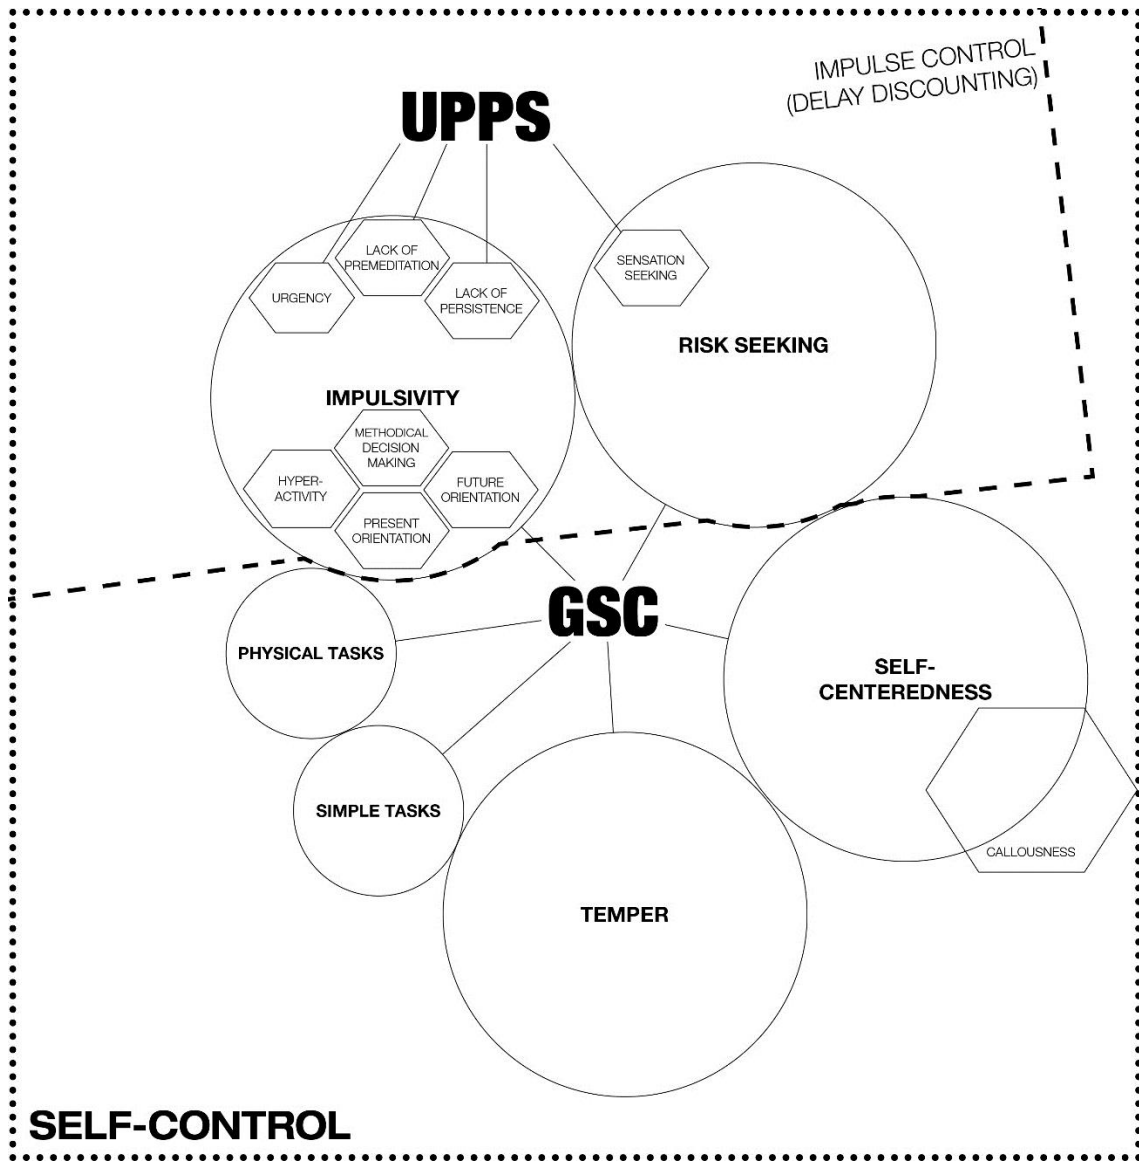 IMPULSE CONTROL
(DELAY DISCOUNTING)
UPPS
LACK OF
PREMEDITATION
URGENCY
LACK OF
PERSISTENCE
SENSATION
SEEKING
RISK SEEKING
IMPULSIVITY
METHODICAL
DECISION
MAKING
HYPER-
ACTIVITY
FUTURE
ORIENTATION
PRESENT
ORIENTATION
GSC
PHYSICAL TASKS
SELF-
CENTEREDNESS
SIMPLE TASKS
CALLOUSNESS
TEMPER
SELF-CONTROL